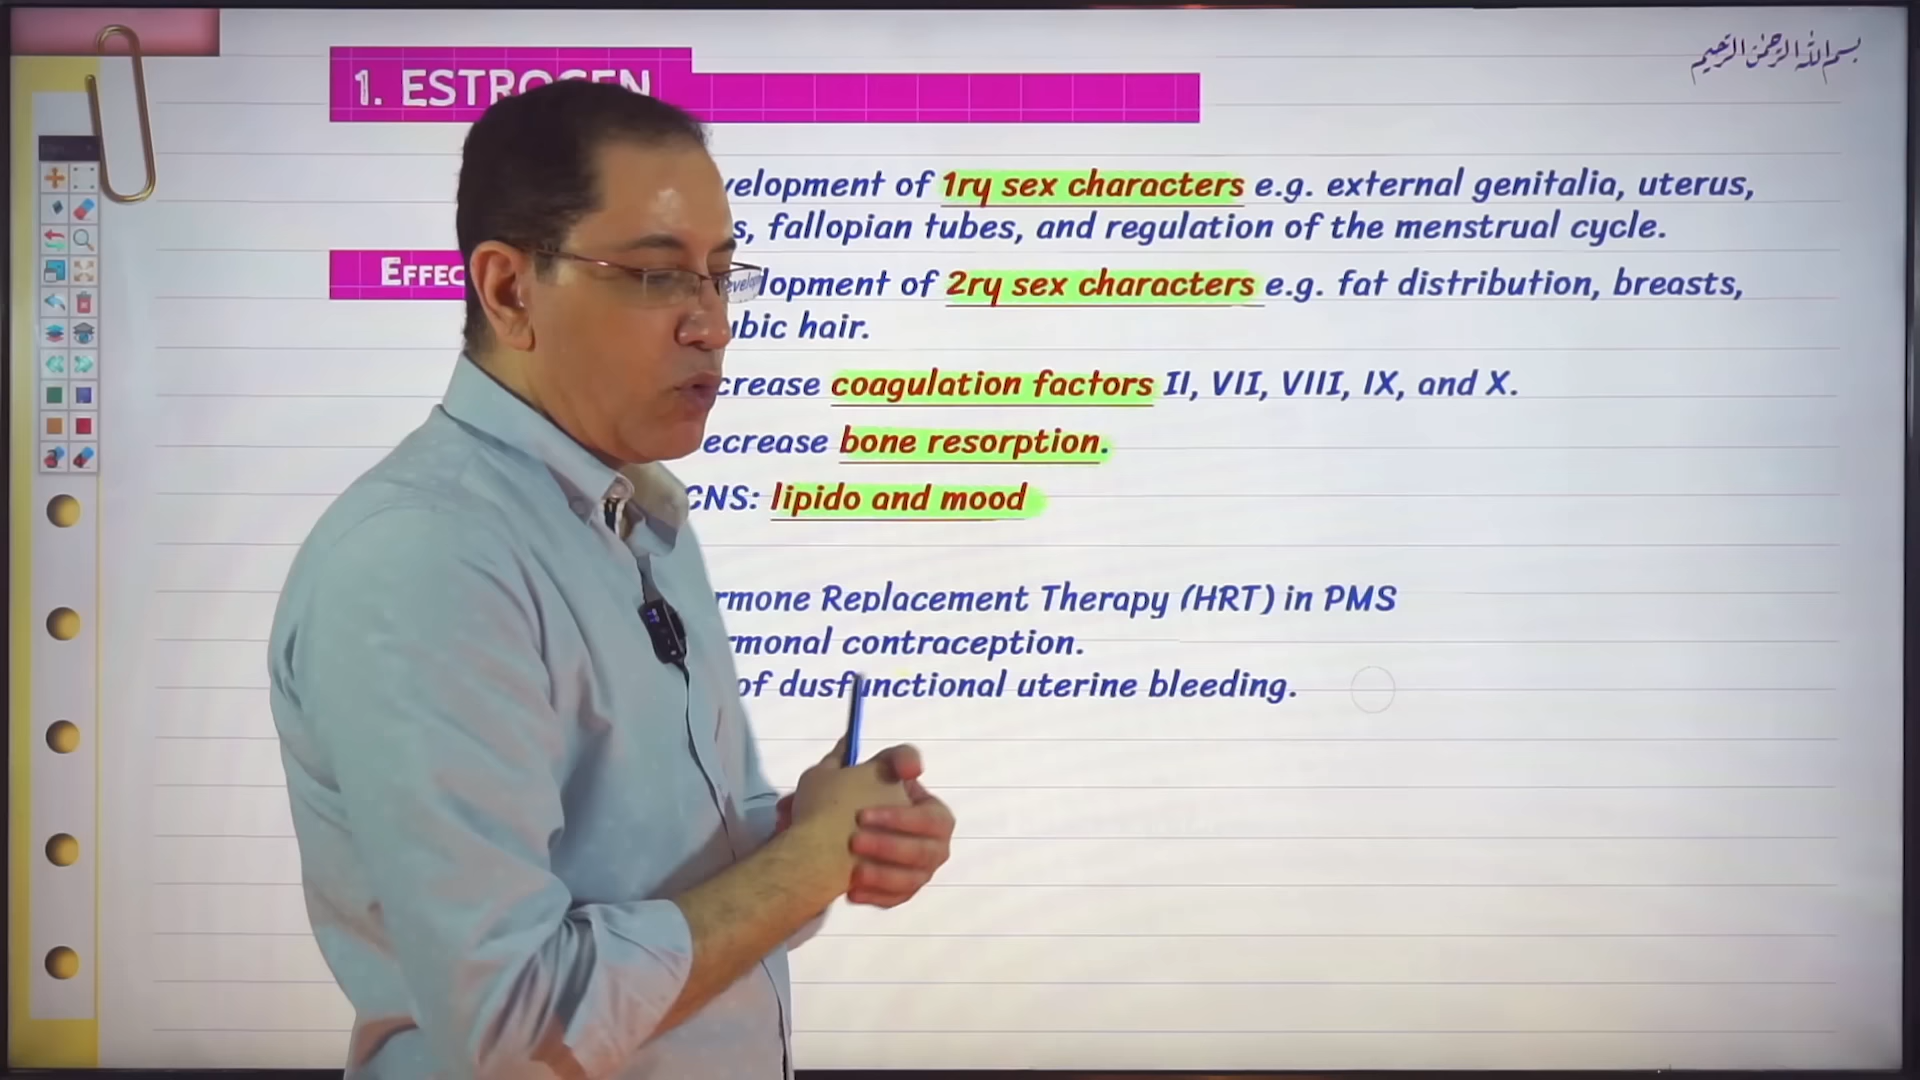 بسم الله الرحمن الرحيم
1. ESTROGEN
velopment of 1ry sex characters e.g. external genitalia, uterus,
s, fallopian tubes, and regulation of the menstrual cycle.
EFFEC
lopment of 2ry sex characters e.g. fat distribution, breasts,
ubic hair.
crease coagulation factors II, VII, VIII, IX, and X.
ecrease bone resorption.
CNS: lipido and mood
rmone Replacement Therapy (HRT) in PMS
rmonal contraception.
of dusfunctional uterine bleeding.